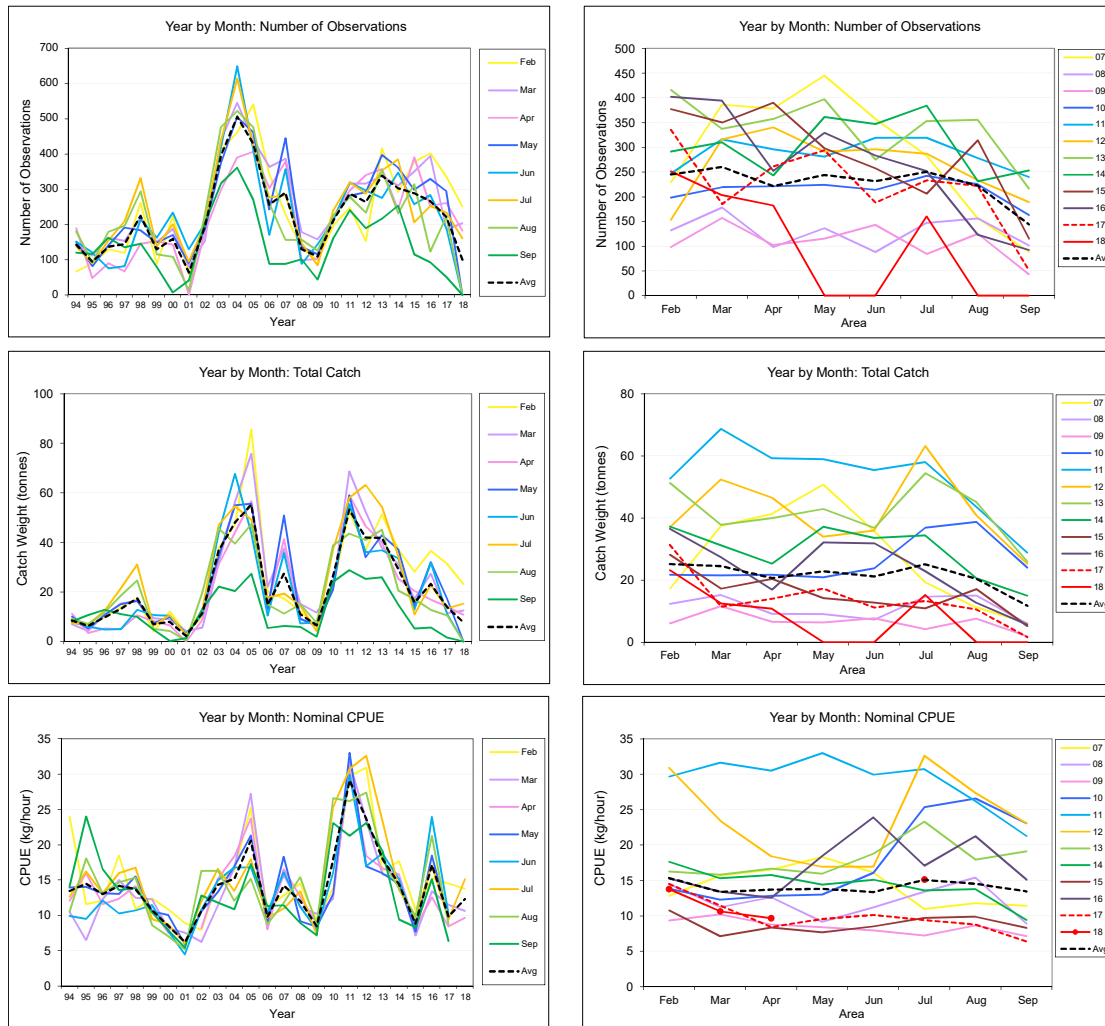 Year by Month: Number of Observations
Number of Observations
700
600
500
400
300
200
100
0
94 95 96 97 98 99 00 01 02 03 04 05 06 07 08 09 10 11 12 13 14 15 16 17 18
Year
Feb
Mar
Apr
May
Jun
Jul
Aug
Sep
Avg
Year by Month: Number of Observations
Number of Observations
500
450
400
350
300
250
200
150
100
50
0
Feb Mar Apr May Jun Jul Aug Sep
Area
07
08
09
10
11
12
13
14
15
16
17
18
Av
Year by Month: Total Catch
Catch Weight (tonnes)
100
80
60
40
20
0
94 95 96 97 98 99 00 01 02 03 04 05 06 07 08 09 10 11 12 13 14 15 16 17 18
Year
Feb
Mar
Apr
May
Jun
Jul
Aug
Sep
Avg
Year by Month: Total Catch
Catch Weight (tonnes)
80
60
40
20
0
Feb Mar Apr May Jun Jul Aug Sep
Area
07
08
09
10
11
12
13
14
15
16
17
18
Av
Year by Month: Nominal CPUE
CPUE (kg/hour)
35
30
25
20
15
10
5
0
94 95 96 97 98 99 00 01 02 03 04 05 06 07 08 09 10 11 12 13 14 15 16 17 18
Year
Feb
Mar
Apr
May
Jun
Jul
Aug
Sep
Avg
Year by Month: Nominal CPUE
CPUE (kg/hour)
35
30
25
20
15
10
5
0
Feb Mar Apr May Jun Jul Aug Sep
Area
07
08
09
10
11
12
13
14
15
16
17
18
Av